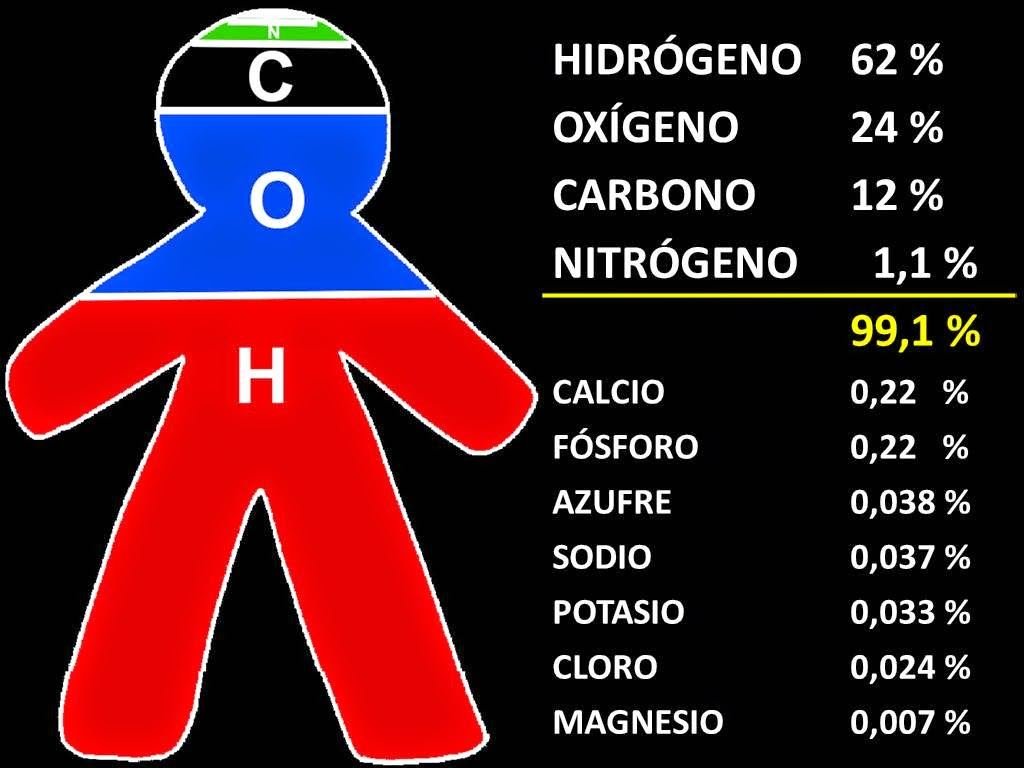 N
C
O
H
HIDRÓGENO 62 %
OXÍGENO 24 %
CARBONO 12 %
NITRÓGENO 1,1 %
99,1 %
CALCIO 0,22 %
FÓSFORO 0,22 %
AZUFRE 0,038 %
SODIO 0,037 %
POTASIO 0,033 %
CLORO 0,024 %
MAGNESIO 0,007 %